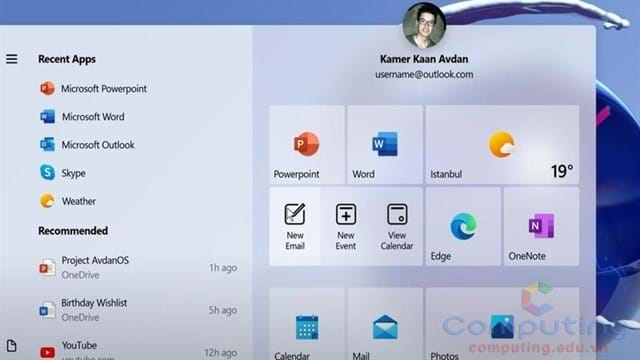 Recent Apps
Microsoft Powerpoint
Microsoft Word
Microsoft Outlook
Skype
Weather
Recommended
Project AvdanOS
OneDrive
1h ago
Birthday Wishlist
OneDrive
5h ago
YouTube
youtube.com
12h ago
Kamer Kaan Avdan
username@outlook.com
Powerpoint
Word
Istanbul
19°
New
Email
New
Event
View
Calendar
Edge
OneNote
Calendar
Mail
Photos
Computing
computing.edu.vn